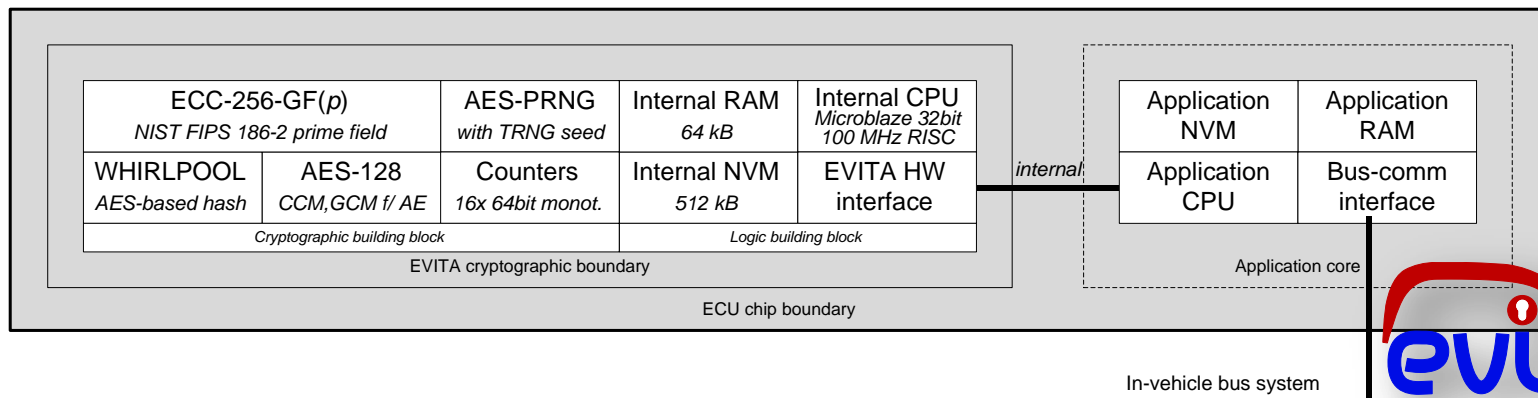 ECC-256-GF(p)
NIST FIPS 186-2 prime field
AES-PRNG
with TRNG seed
Internal RAM
64 kB
Internal CPU
Microblaze 32bit
100 MHz RISC
WHIRLPOOL
AES-based hash
AES-128
CCM,GCM f/ AE
Counters
16x 64bit monot.
Internal NVM
512 kB
EVITA HW
interface
Cryptographic building block
Logic building block
EVITA cryptographic boundary
internal
Application
NVM
Application
RAM
Application
CPU
Bus-comm
interface
Application core
ECU chip boundary
In-vehicle bus system